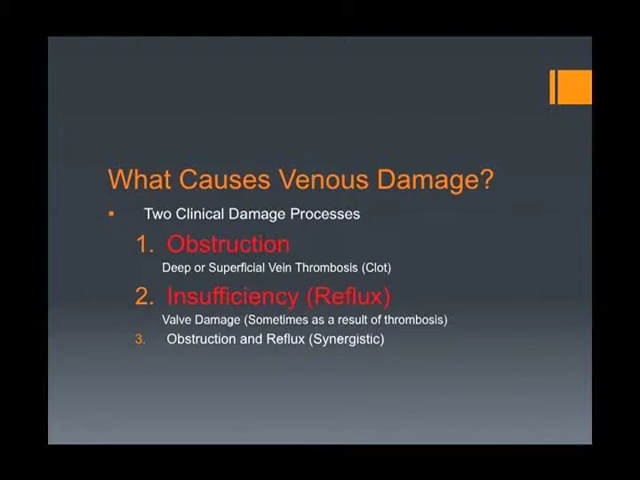 What Causes Venous Damage?
▪ Two Clinical Damage Processes
1. Obstruction
Deep or Superficial Vein Thrombosis (Clot)
2. Insufficiency (Reflux)
Valve Damage (Sometimes as a result of thrombosis)
3. Obstruction and Reflux (Synergistic)